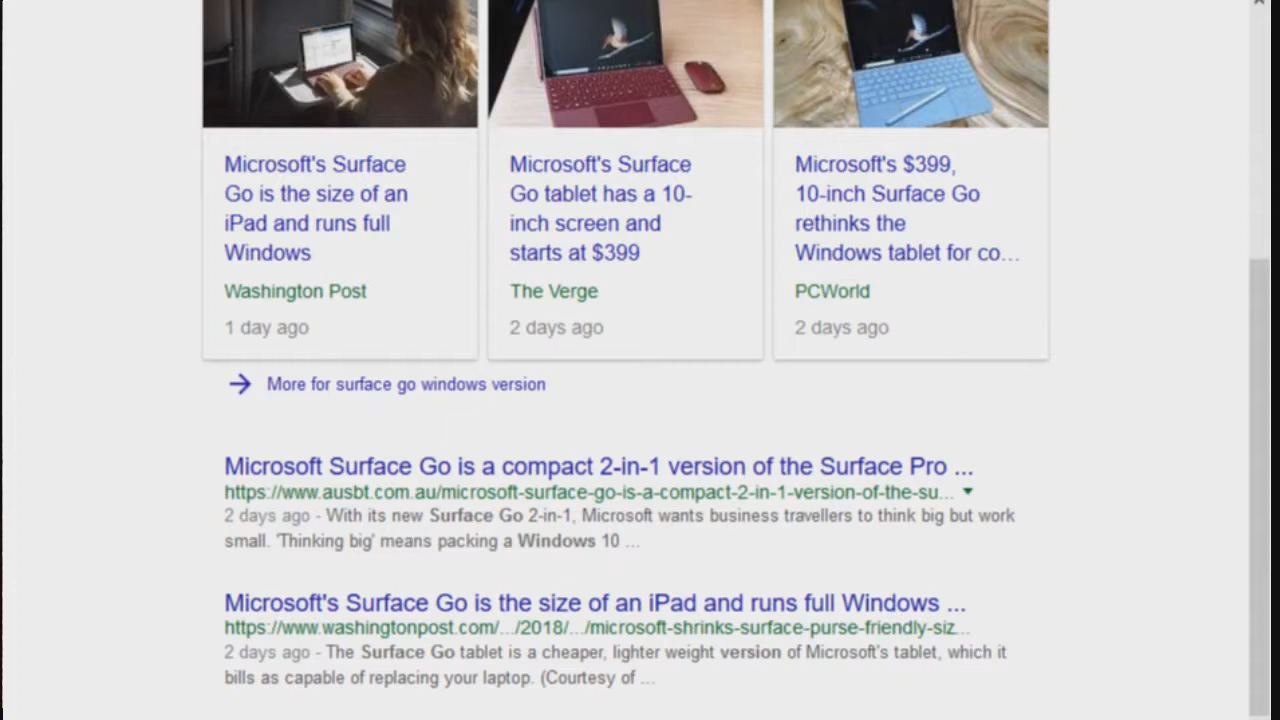 Microsoft's Surface
Go is the size of an
iPad and runs full
Windows
Washington Post
1 day ago
Microsoft's Surface
Go tablet has a 10-
inch screen and
starts at $399
The Verge
2 days ago
Microsoft's $399,
10-inch Surface Go
rethinks the
Windows tablet for co...
PCWorld
2 days ago
More for surface go windows version
Microsoft Surface Go is a compact 2-in-1 version of the Surface Pro ...
https://www.ausbt.com.au/microsoft-surface-go-is-a-compact-2-in-1-version-of-the-su...
2 days ago - With its new Surface Go 2-in-1, Microsoft wants business travellers to think big but work
small. 'Thinking big' means packing a Windows 10 ...
Microsoft's Surface Go is the size of an iPad and runs full Windows ...
https://www.washingtonpost.com/.../2018/.../microsoft-shrinks-surface-purse-friendly-siz...
2 days ago - The Surface Go tablet is a cheaper, lighter weight version of Microsoft's tablet, which it
bills as capable of replacing your laptop. (Courtesy of ...